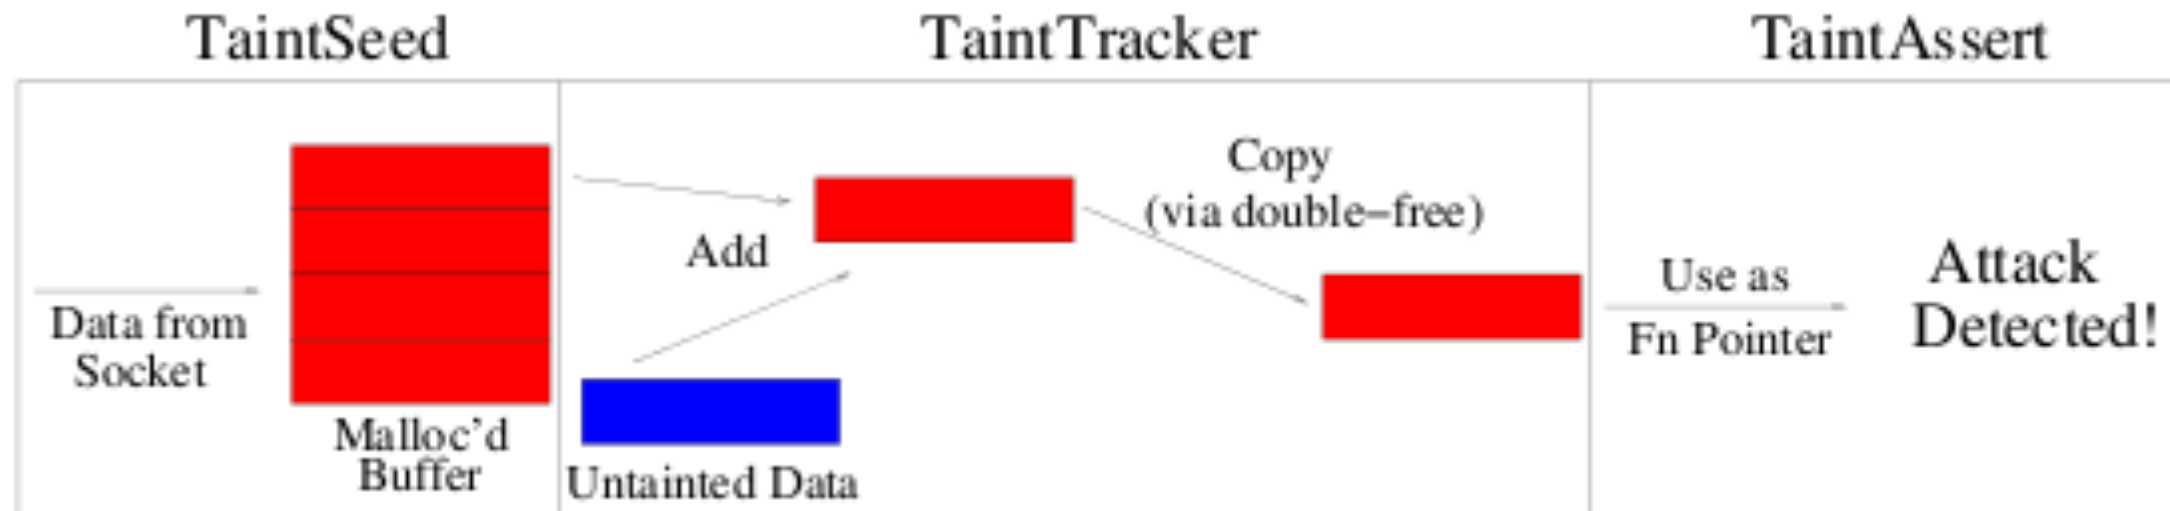 TaintSeed
TaintTracker
TaintAssert
Data from
Socket
Malloc'd
Buffer
Add
Untainted Data
Copy
(via double−free)
Use as
Fn Pointer
Attack
Detected!